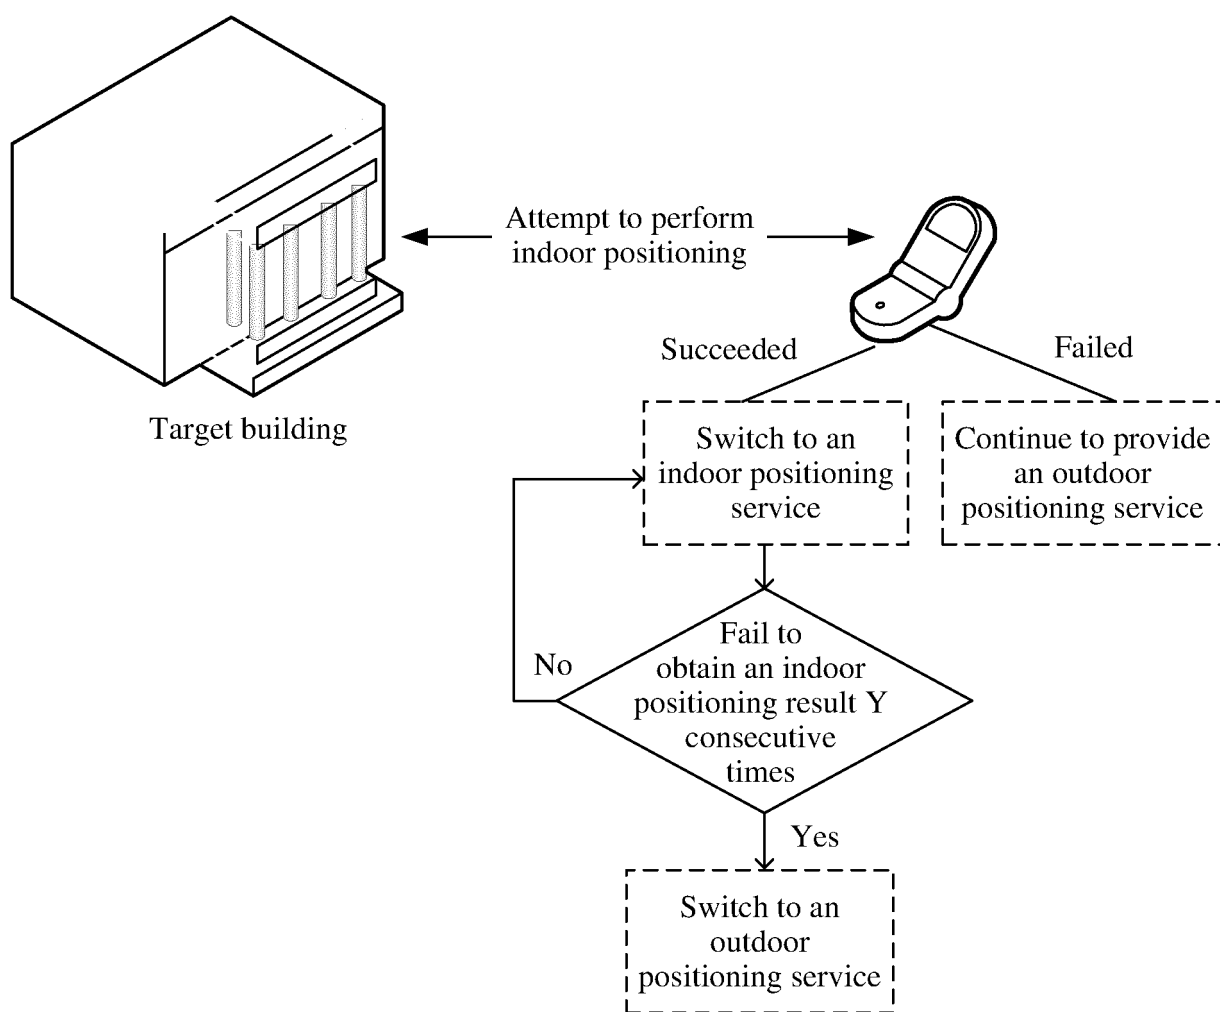 Attempt to perform
indoor positioning
Target building
Succeeded
Failed
Switch to an
indoor positioning
service
Continue to provide
an outdoor
positioning service
No
Fail to
obtain an indoor
positioning result Y
consecutive
times
Yes
Switch to an
outdoor
positioning service